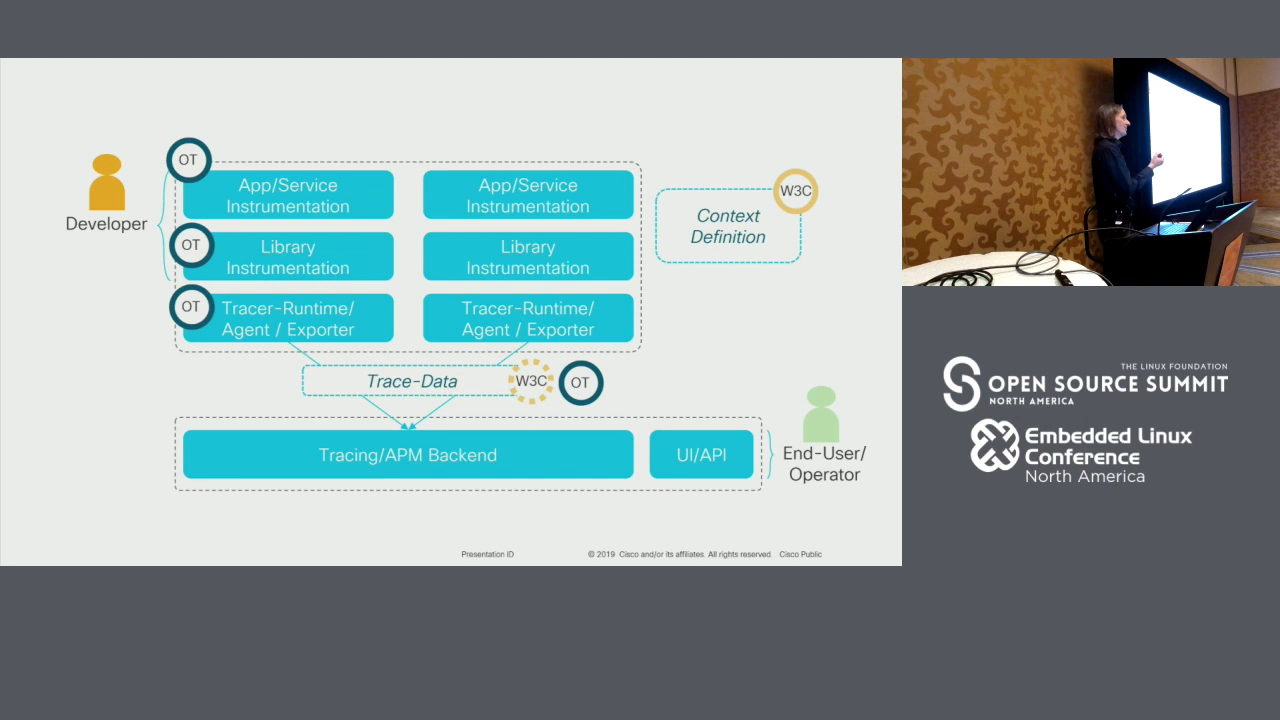 OT
App/Service
Instrumentation
App/Service
Instrumentation
W3C
Developer
Context
Definition
OT
Library
Instrumentation
Library
Instrumentation
OT
Tracer-Runtime/
Agent / Exporter
Tracer-Runtime/
Agent / Exporter
Trace-Data
W3C
OT
Tracing/APM Backend
UI/API
End-User/
Operator
Presentation ID
© 2019 Cisco and/or its affiliates. All rights reserved. Cisco Public
THE LINUX FOUNDATION
OPEN SOURCE SUMMIT
NORTH AMERICA
Embedded Linux
Conference
North America